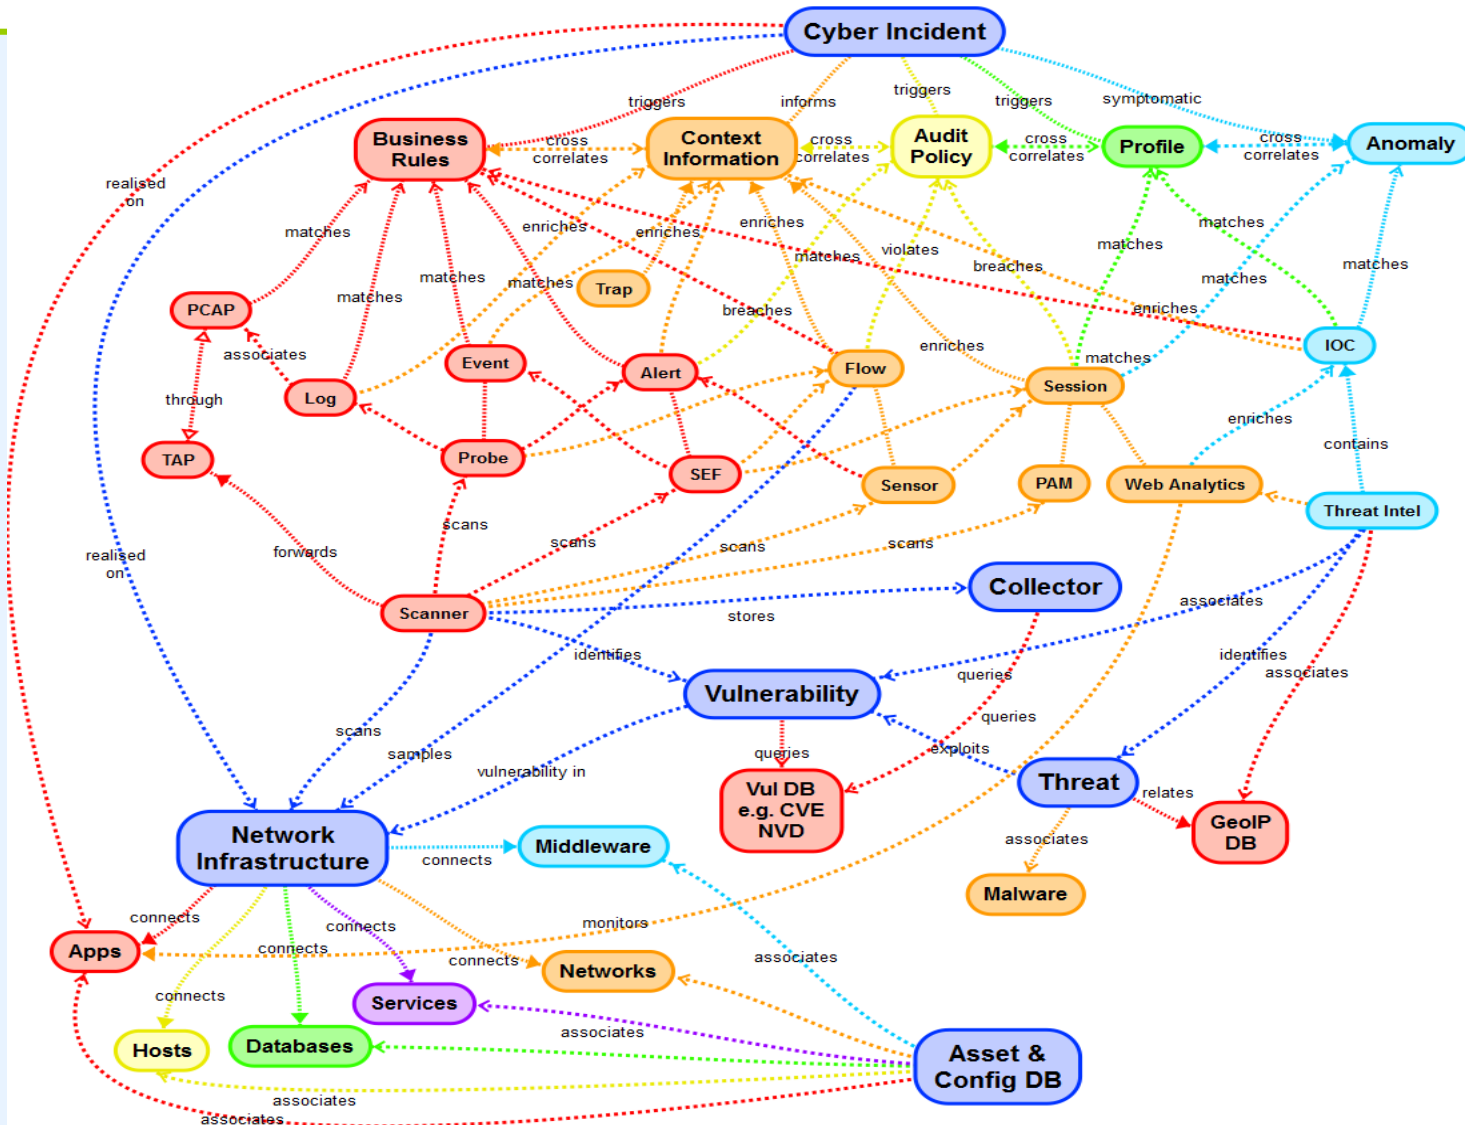 Cyber Incident
triggers
informs
triggers
triggers
symptomatic
Business
Rules
cross
correlates
Context
Information
cross
correlates
Audit
Policy
cross
correlates
Profile
cross
correlates
Anomaly
realised
on
matches
enriches
enriches
enriches
violates
matches
matches
matches
matches
matches
Trap
matches
breaches
matches
matches
PCAP
breaches
enriches
associates
Event
Alert
Flow
enriches
matches
IOC
Log
Session
through
enriches
contains
TAP
Probe
SEF
Sensor
PAM
Web Analytics
Threat Intel
scans
forwards
scans
scans
scans
realised
on
Scanner
Collector
stores
associates
identifies
identifies
associates
Vulnerability
queries
queries
scans
samples
vulnerability in
queries
exploits
Vul DB
e.g. CVE
NVD
Threat
relates
GeoIP
DB
Network
Infrastructure
connects
Middleware
associates
Malware
connects
connects
connects
connects
monitors
Apps
Networks
associates
connects
Services
Hosts
Databases
associates
Asset &
Config DB
associates
associates